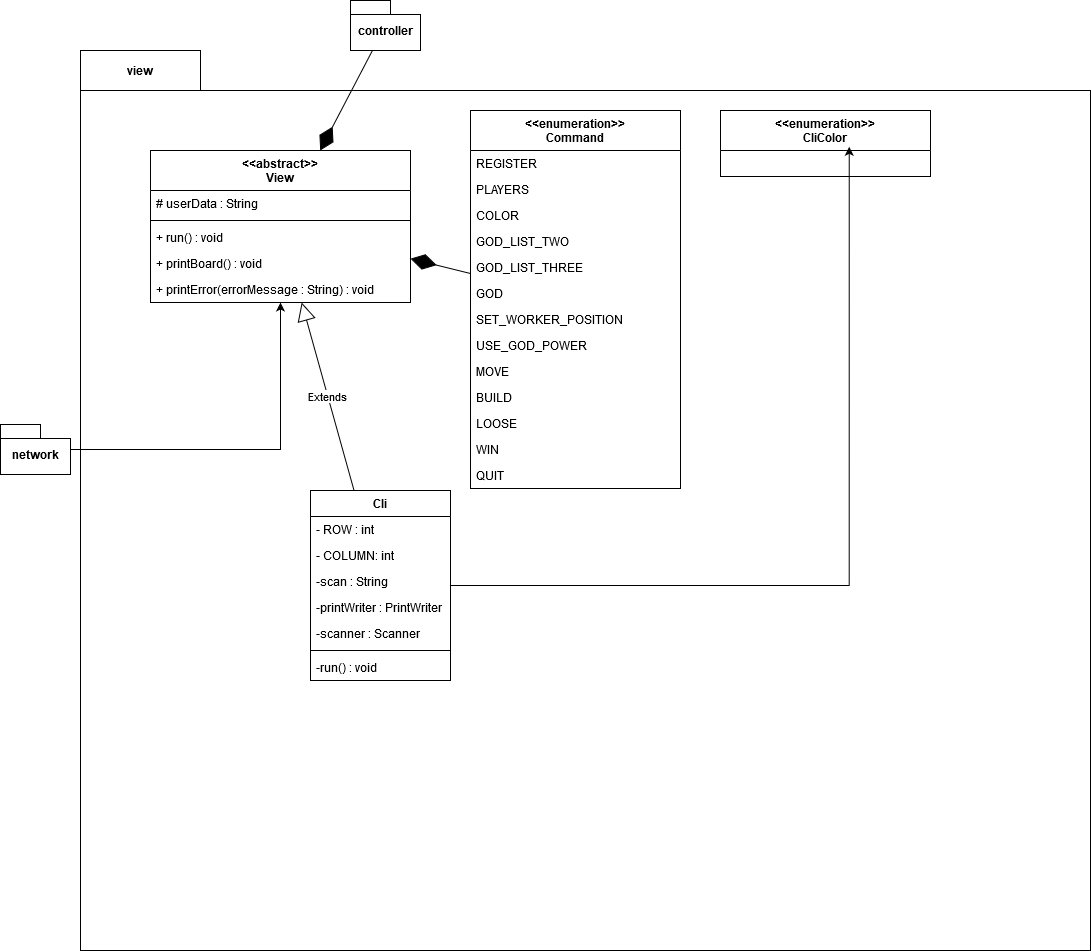 controller
view
<<abstract>>
View
# userData : String
+ run() : void
+ printBoard() : void
+ printError(errorMessage : String) : void
<<enumeration>>
Command
REGISTER
PLAYERS
COLOR
GOD_LIST_TWO
GOD_LIST_THREE
GOD
SET_WORKER_POSITION
USE_GOD_POWER
MOVE
BUILD
LOOSE
WIN
QUIT
<<enumeration>>
CliColor
Extends
network
Cli
- ROW : int
- COLUMN: int
-scan : String
-printWriter : PrintWriter
-scanner : Scanner
-run() : void